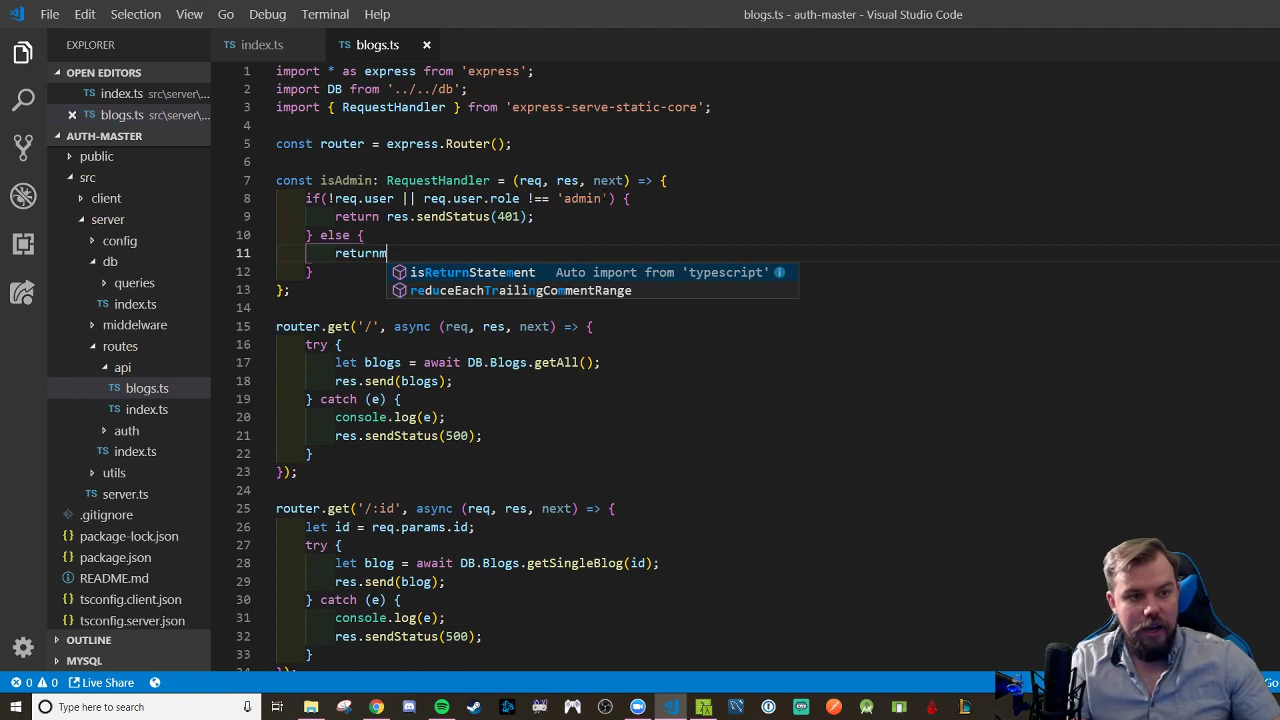 File Edit Selection View Go Debug Terminal Help
blogs.ts - auth-master - Visual Studio Code
EXPLORER
TS index.ts
TS blogs.ts
OPEN EDITORS
TS index.ts src\server\...
TS blogs.ts src\server\...
AUTH-MASTER
public
src
client
server
config
db
queries
TS index.ts
middelware
routes
api
TS blogs.ts
TS index.ts
auth
TS index.ts
utils
TS server.ts
.gitignore
{} package-lock.json
{} package.json
README.md
{} tsconfig.client.json
{} tsconfig.server.json
OUTLINE
MYSQL
1 import * as express from 'express';
2 import DB from '../../db';
3 import { RequestHandler } from 'express-serve-static-core';
4
5 const router = express.Router();
6
7 const isAdmin: RequestHandler = (req, res, next) => {
8 if(!req.user || req.user.role !== 'admin') {
9 return res.sendStatus(401);
10 } else {
11 returnm
isReturnStatement Auto import from 'typescript'
reduceEachTrailingCommentRange
12 }
13 };
14
15 router.get('/', async (req, res, next) => {
16 try {
17 let blogs = await DB.Blogs.getAll();
18 res.send(blogs);
19 } catch (e) {
20 console.log(e);
21 res.sendStatus(500);
22 }
23 });
24
25 router.get('/:id', async (req, res, next) => {
26 let id = req.params.id;
27 try {
28 let blog = await DB.Blogs.getSingleBlog(id);
29 res.send(blog);
30 } catch (e) {
31 console.log(e);
32 res.sendStatus(500);
33 }
0 0 Live Share
Go
Type here to search